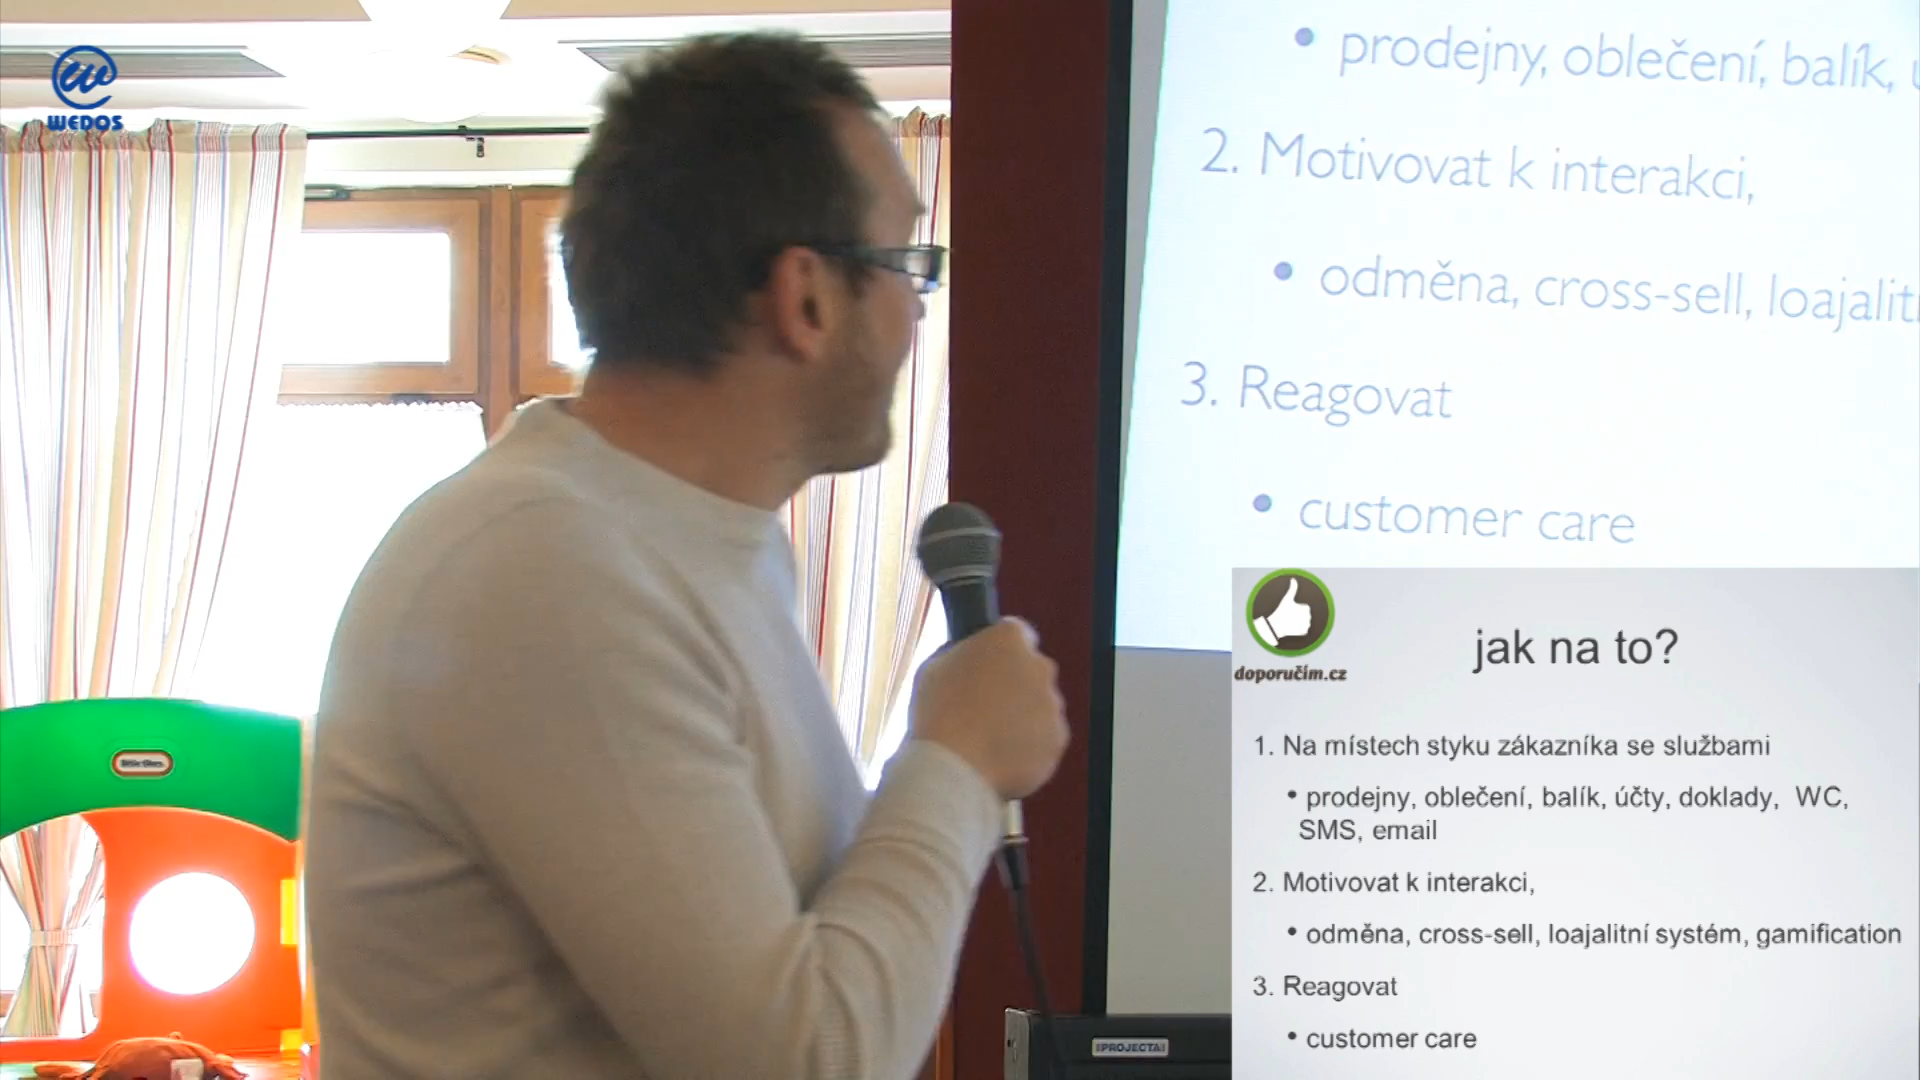 WEDOS
prodejny, oblečení, balík,
2. Motivovat k interakci,
odměna, cross-sell, loajalit
3. Reagovat
customer care
doporučím.cz
jak na to?
1. Na místech styku zákazníka se službami
• prodejny, oblečení, balík, účty, doklady, WC,
SMS, email
2. Motivovat k interakci,
• odměna, cross-sell, loajalitní systém, gamification
3. Reagovat
• customer care
PROJECTA